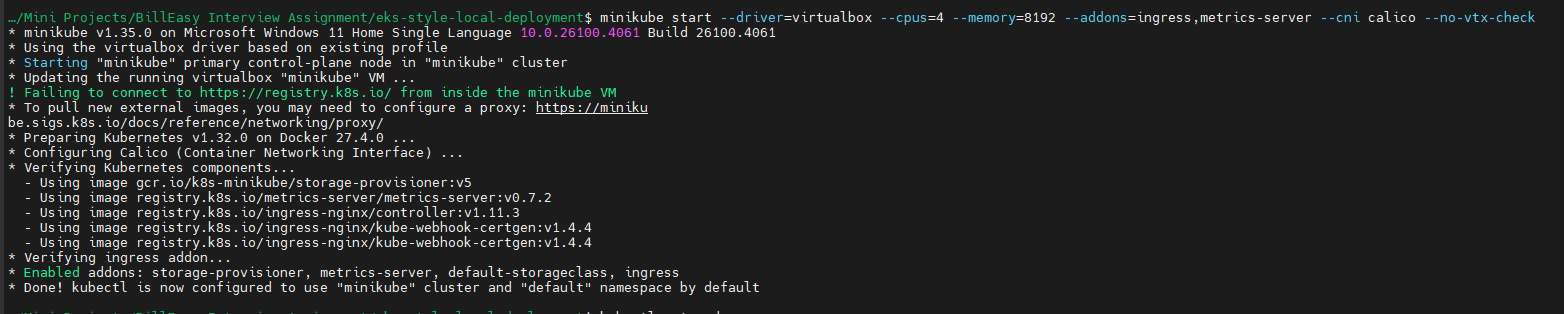 …/Mini Projects/BillEasy Interview Assignment/eks-style-local-deployment$ minikube start --driver=virtualbox --cpus=4 --memory=8192 --addons=ingress,metrics-server --cni calico --no-vtx-check
* minikube v1.35.0 on Microsoft Windows 11 Home Single Language 10.0.26100.4061 Build 26100.4061
* Using the virtualbox driver based on existing profile
* Starting "minikube" primary control-plane node in "minikube" cluster
* Updating the running virtualbox "minikube" VM ...
! Failing to connect to https://registry.k8s.io/ from inside the minikube VM
* To pull new external images, you may need to configure a proxy: https://miniku
be.sigs.k8s.io/docs/reference/networking/proxy/
* Preparing Kubernetes v1.32.0 on Docker 27.4.0 ...
* Configuring Calico (Container Networking Interface) ...
* Verifying Kubernetes components...
  - Using image gcr.io/k8s-minikube/storage-provisioner:v5
  - Using image registry.k8s.io/metrics-server/metrics-server:v0.7.2
  - Using image registry.k8s.io/ingress-nginx/controller:v1.11.3
  - Using image registry.k8s.io/ingress-nginx/kube-webhook-certgen:v1.4.4
  - Using image registry.k8s.io/ingress-nginx/kube-webhook-certgen:v1.4.4
* Verifying ingress addon...
* Enabled addons: storage-provisioner, metrics-server, default-storageclass, ingress
* Done! kubectl is now configured to use "minikube" cluster and "default" namespace by default